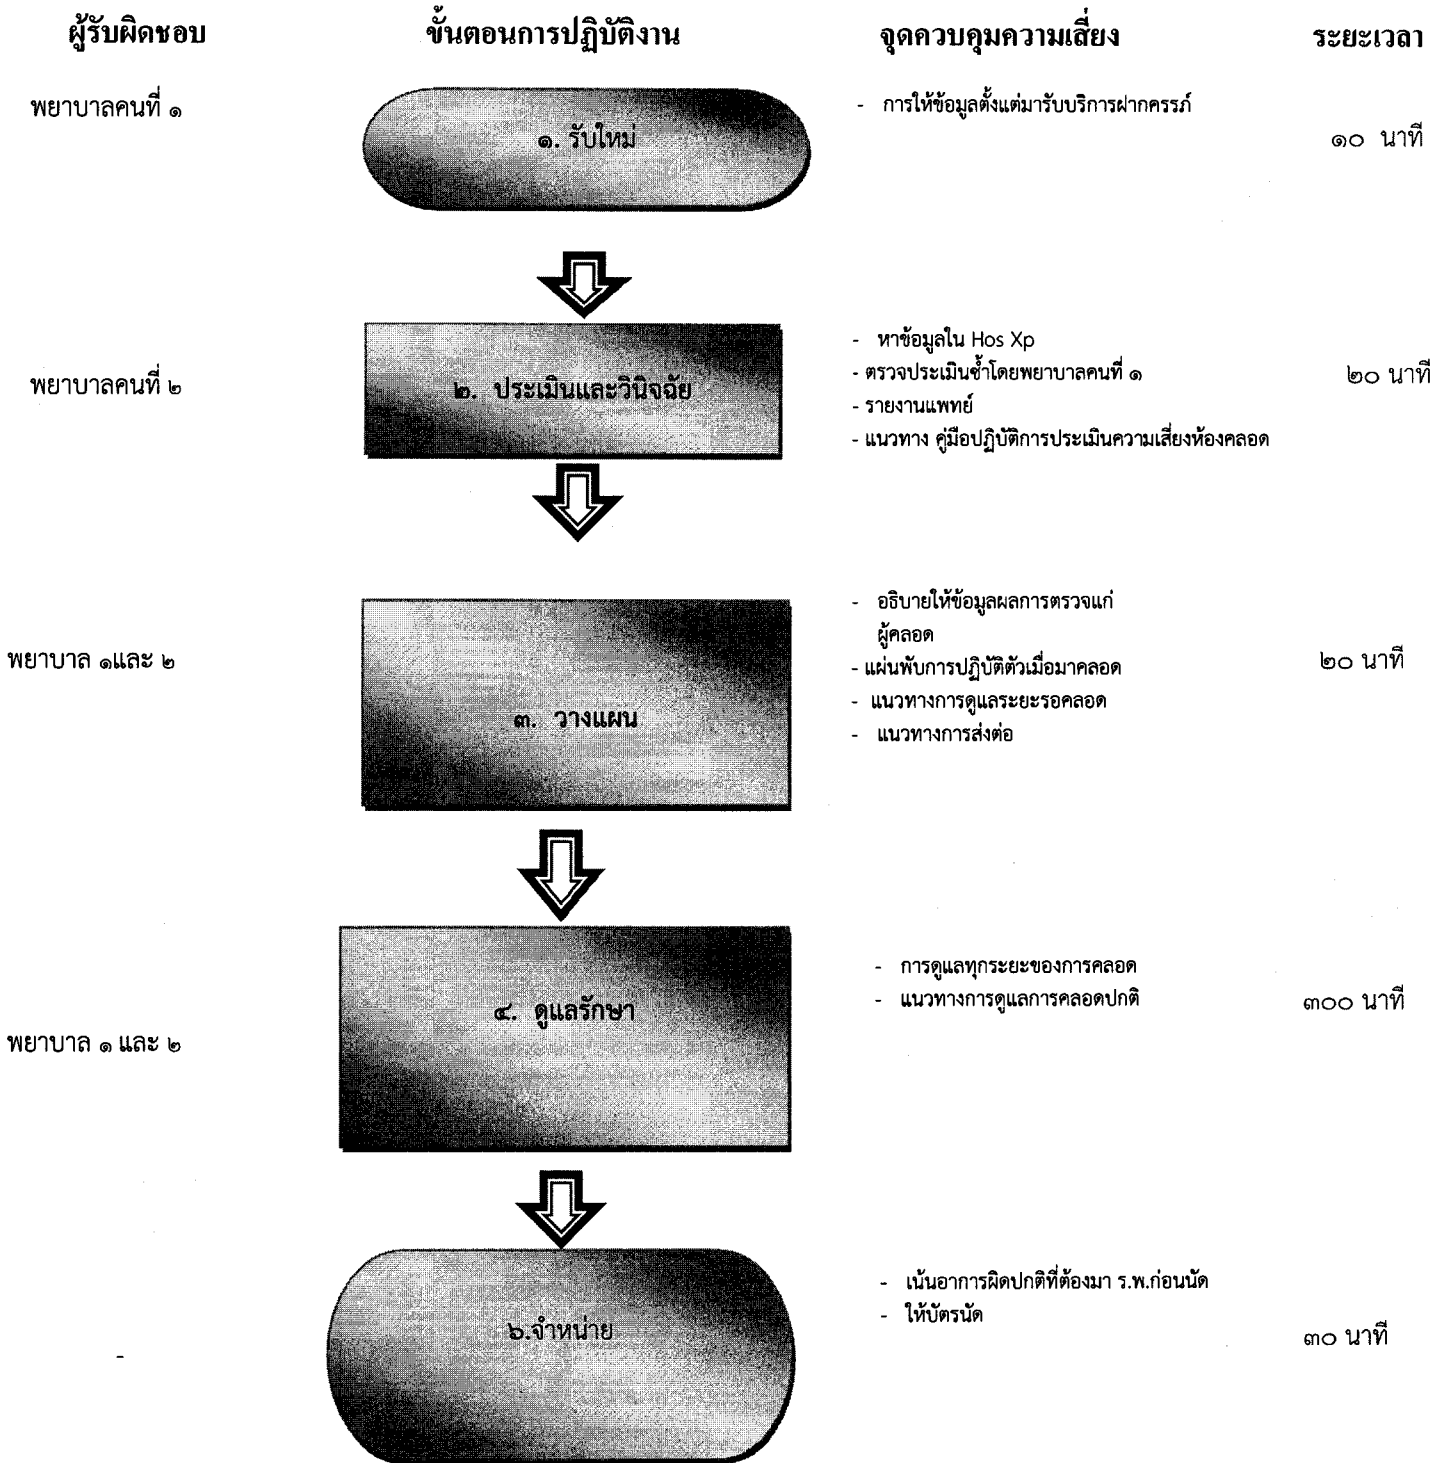 ผู้รับผิดชอบ ขั้นตอนการปฏิบัติงาน จุดควบคุมความเสี่ยง ระยะเวลา
พยาบาลคนที่ ๑
๑. รับใหม่
- การให้ข้อมูลตั้งแต่มารับบริการฝากครรภ์
๑๐ นาที
พยาบาลคนที่ ๒
๒. ประเมินและวินิจฉัย
- หาข้อมูลใน Hos Xp
- ตรวจประเมินซ้ำโดยพยาบาลคนที่ ๑
- รายงานแพทย์
- แนวทาง คู่มือปฏิบัติการประเมินความเสี่ยงห้องคลอด
๒๐ นาที
พยาบาล ๑และ ๒
๓. วางแผน
- อธิบายให้ข้อมูลผลการตรวจแก่
ผู้คลอด
- แผ่นพับการปฏิบัติตัวเมื่อมาคลอด
- แนวทางการดูแลระยะรอคลอด
- แนวทางการส่งต่อ
๒๐ นาที
พยาบาล ๑ และ ๒
๔. ดูแลรักษา
- การดูแลทุกระยะของการคลอด
- แนวทางการดูแลการคลอดปกติ
๓๐๐ นาที
-
๖.จำหน่าย
- เน้นอาการผิดปกติที่ต้องมา ร.พ.ก่อนนัด
- ให้บัตรนัด
๓๐ นาที